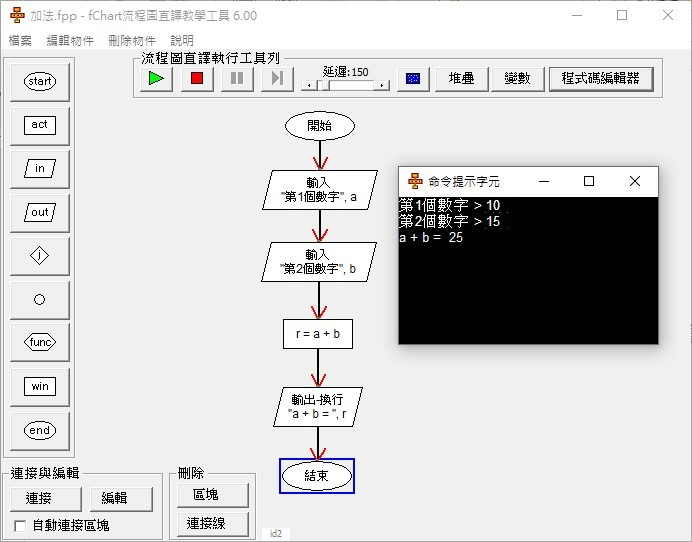 加法.fpp - fChart流程圖直譯教學工具 6.00
檔案 編輯物件 刪除物件 說明
流程圖直譯執行工具列
延遲:150
堆疊 變數 程式碼編輯器
start
act
in
out
i
func
win
end
開始
輸入
"第1個數字", a
輸入
"第2個數字", b
r = a + b
輸出-換行
"a + b = ", r
結束
命令提示字元
第1個數字 > 10
第2個數字 > 15
a + b =  25
連接與編輯
連接 編輯
自動連接區塊
刪除
區塊
連接線
id2